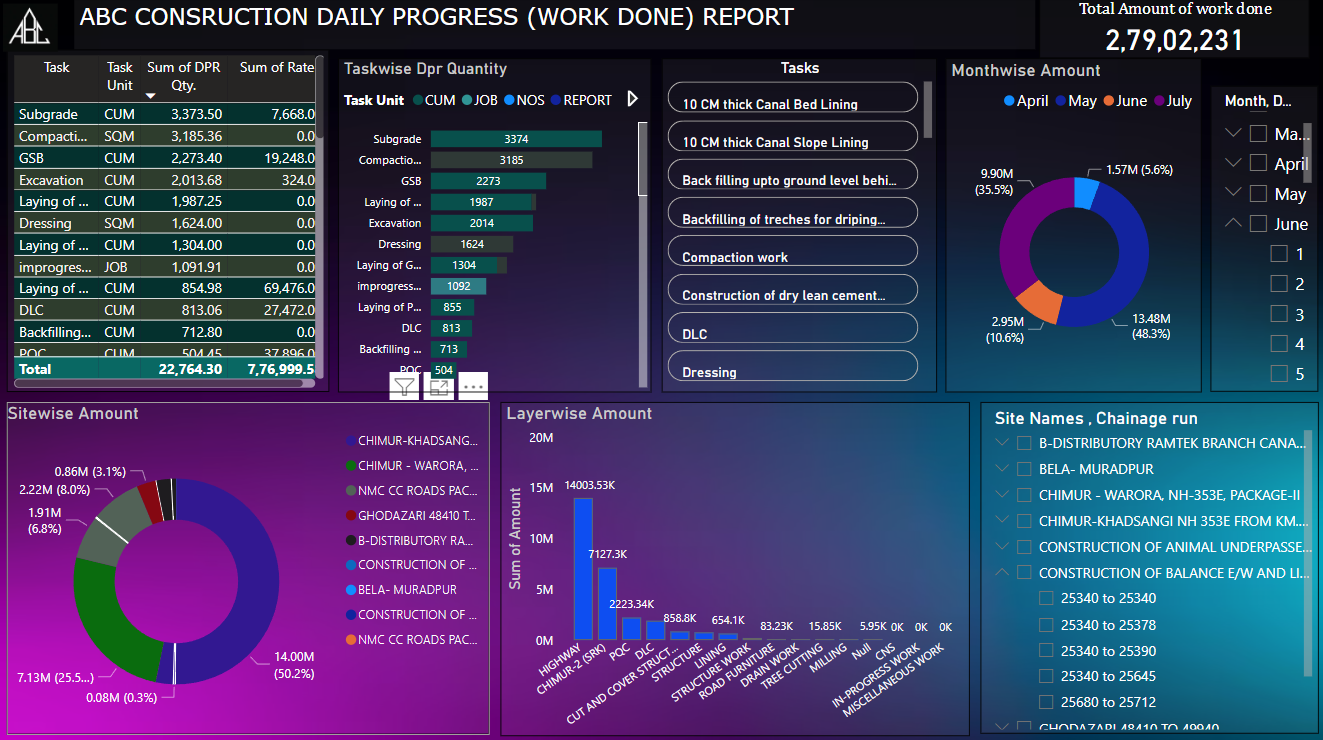 ABL
ABC CONSRUCTION DAILY PROGRESS (WORK DONE) REPORT
Total Amount of work done
2,79,02,231
Task Task Unit Sum of DPR Qty. Sum of Rate
Subgrade CUM 3,373.50 7,668.0
Compacti... SQM 3,185.36 0.0
GSB CUM 2,273.40 19,248.0
Excavation CUM 2,013.68 324.0
Laying of ... CUM 1,987.25 0.0
Dressing SQM 1,624.00 0.0
Laying of ... CUM 1,304.00 0.0
improgres... JOB 1,091.91 0.0
Laying of ... CUM 854.98 69,476.0
DLC CUM 813.06 27,472.0
Backfilling... CUM 712.80 0.0
PQC CUM 504.45 37,896.0
Total 22,764.30 7,76,999.5
Taskwise Dpr Quantity
Task Unit CUM JOB NOS REPORT
Subgrade 3374
Compactio... 3185
GSB 2273
Laying of ... 1987
Excavation 2014
Dressing 1624
Laying of G... 1304
improgress... 1092
Laying of P... 855
DLC 813
Backfilling ... 713
PQC 504
Tasks
10 CM thick Canal Bed Lining
10 CM thick Canal Slope Lining
Back filling upto ground level behi...
Backfilling of treches for driping...
Compaction work
Construction of dry lean cement...
DLC
Dressing
Monthwise Amount
April May June July
1.57M (5.6%)
9.90M
(35.5%)
2.95M
(10.6%)
13.48M
(48.3%)
Month, D...
Ma...
April
May
June
1
2
3
4
5
Sitewise Amount
0.86M (3.1%)
2.22M (8.0%)
1.91M
(6.8%)
7.13M (25.5...)
0.08M (0.3%)
14.00M
(50.2%)
CHIMUR-KHADSANG...
CHIMUR - WARORA, ...
NMC CC ROADS PAC...
GHODAZARI 48410 T...
B-DISTRIBUTORY RA...
CONSTRUCTION OF ...
BELA- MURADPUR
CONSTRUCTION OF ...
NMC CC ROADS PAC...
Layerwise Amount
Sum of Amount
20M
15M
10M
5M
0M
14003.53K
7127.3K
2223.34K
858.8K
654.1K
83.23K
15.85K
5.95K
0K
0K
0K
HIGHWAY
CHIMUR-2 (SRK)
PQC
DLC
CUT AND COVER STRUCT...
STRUCTURE
LINING
STRUCTURE WORK
ROAD FURNITURE
DRAIN WORK
TREE CUTTING
MILLING
Null
CNS
IN-PROGRESS WORK
MISCELLANEOUS WORK
Site Names , Chainage run
B-DISTRIBUTORY RAMTEK BRANCH CANA...
BELA- MURADPUR
CHIMUR - WARORA, NH-353E, PACKAGE-II
CHIMUR-KHADSANGI NH 353E FROM KM....
CONSTRUCTION OF ANIMAL UNDERPASSE...
CONSTRUCTION OF BALANCE E/W AND LI...
25340 to 25340
25340 to 25378
25340 to 25390
25340 to 25645
25680 to 25712
GHODAZARI 48410 TO 49940